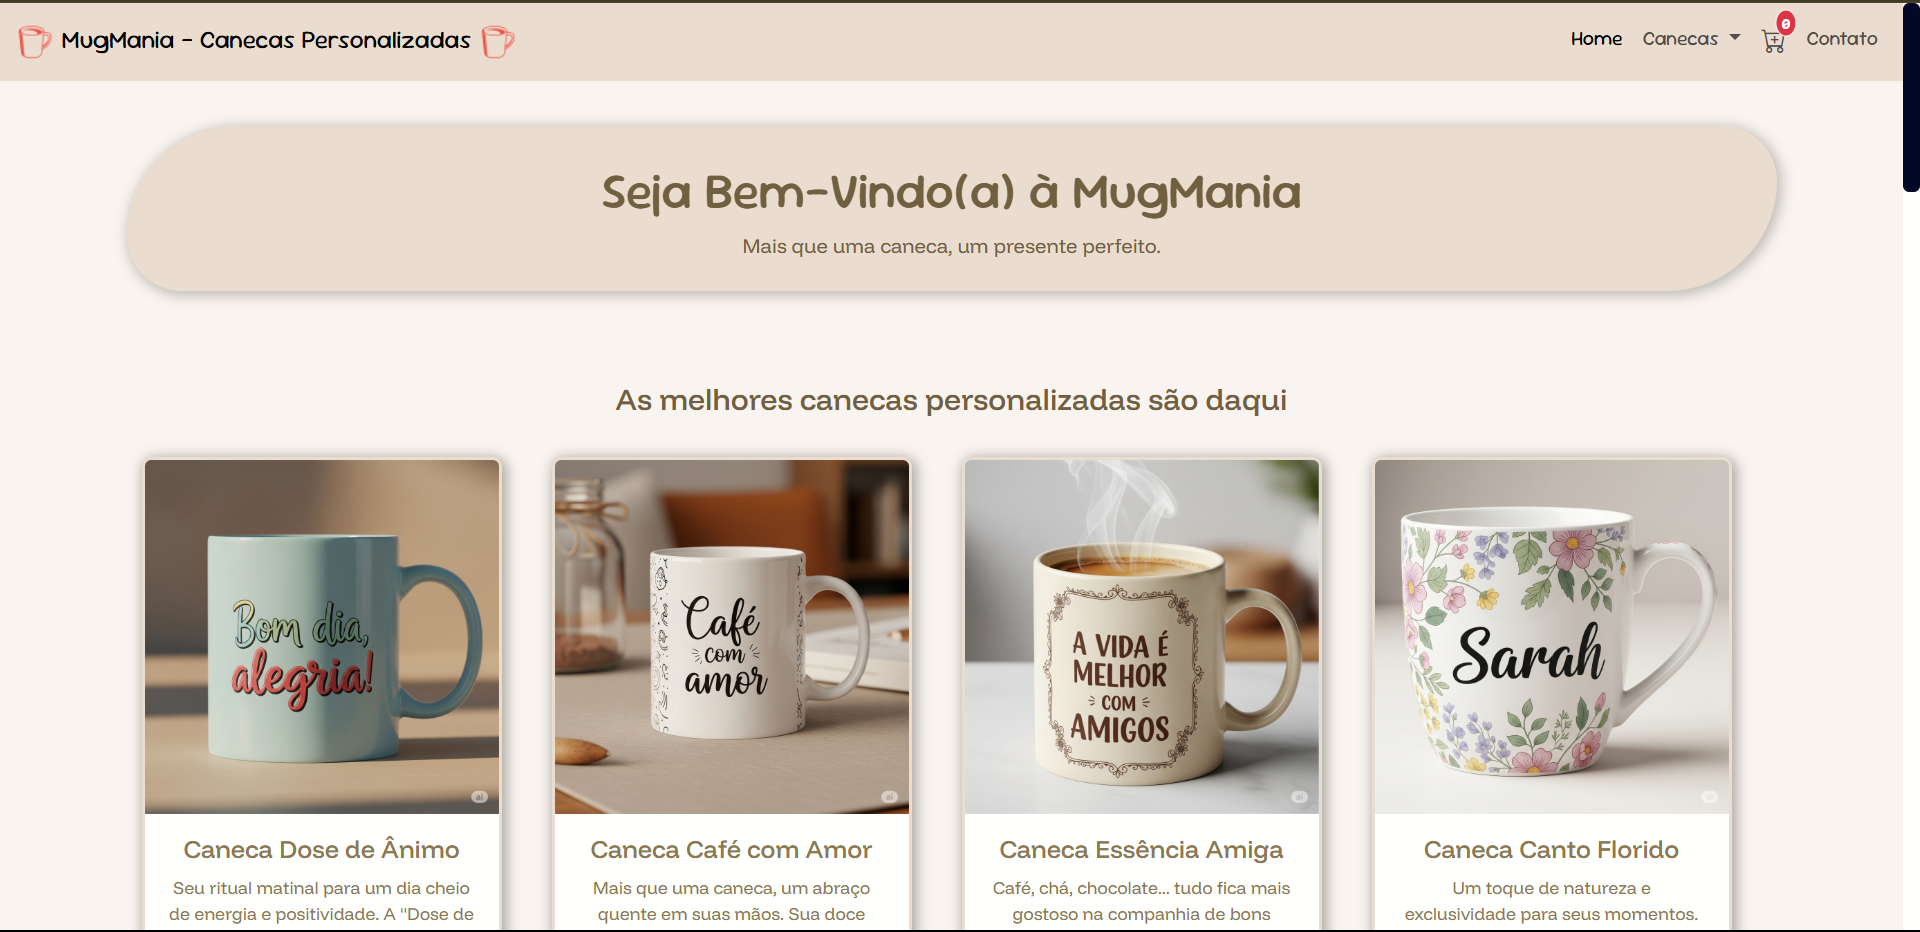 MugMania - Canecas Personalizadas
Home
Canecas
0
Contato
Seja Bem-Vindo(a) à MugMania
Mais que uma caneca, um presente perfeito.
As melhores canecas personalizadas são daqui
Bom dia,
alegria!
ai
Café
com
amor
ai
A VIDA É
MELHOR
COM
AMIGOS
ai
Sarah
ai
Caneca Dose de Ânimo
Seu ritual matinal para um dia cheio
de energia e positividade. A "Dose de
Caneca Café com Amor
Mais que uma caneca, um abraço
quente em suas mãos. Sua doce
Caneca Essência Amiga
Café, chá, chocolate... tudo fica mais
gostoso na companhia de bons
Caneca Canto Florido
Um toque de natureza e
exclusividade para seus momentos.